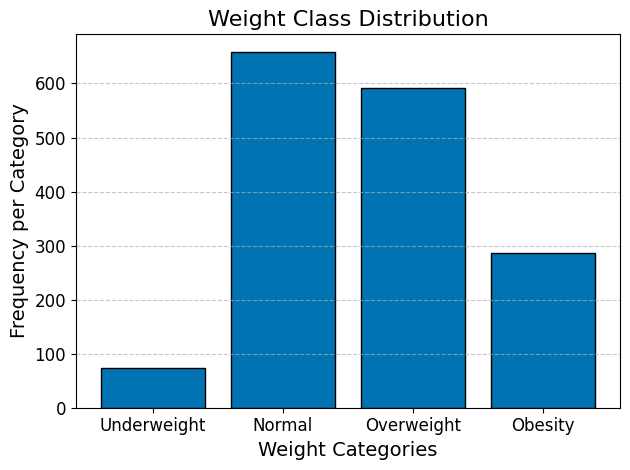 Weight Class Distribution
Frequency per Category
600
500
400
300
200
100
0
Underweight Normal Overweight Obesity
Weight Categories